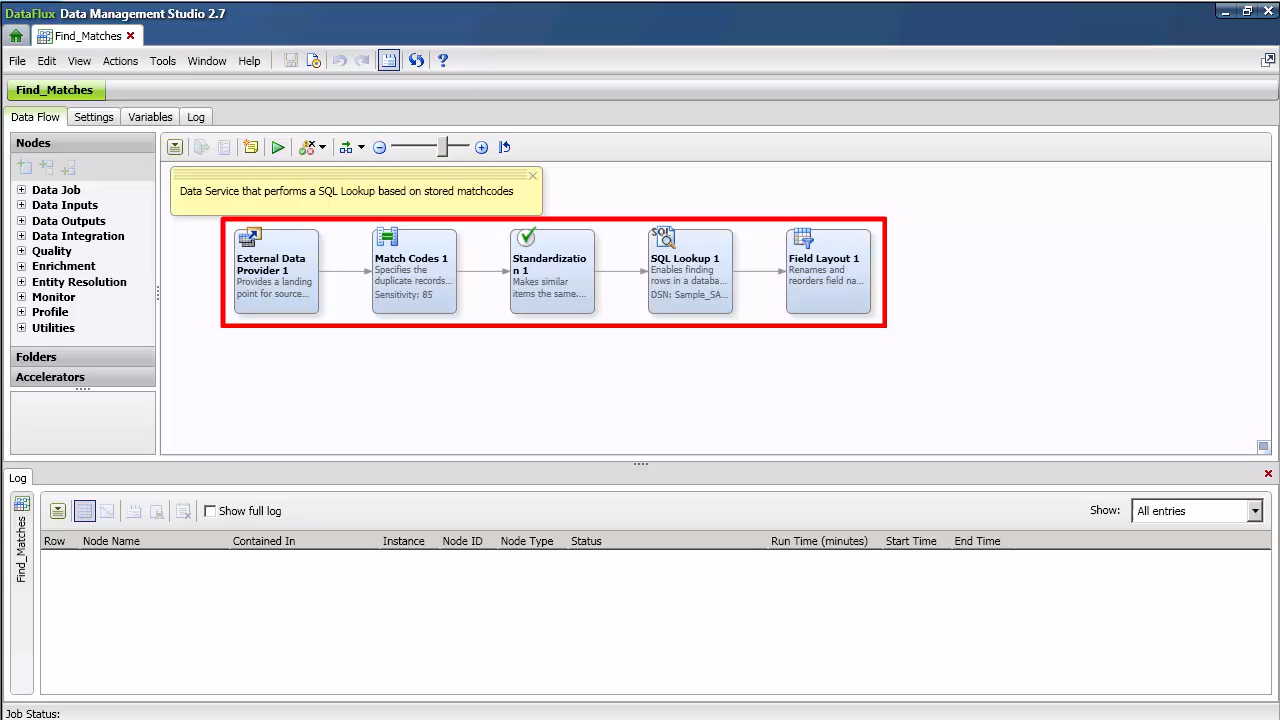 DataFlux Data Management Studio 2.7
Find_Matches
File Edit View Actions Tools Window Help
Find_Matches
Data Flow Settings Variables Log
Nodes
Data Job
Data Inputs
Data Outputs
Data Integration
Quality
Enrichment
Entity Resolution
Monitor
Profile
Utilities
Folders
Accelerators
Data Service that performs a SQL Lookup based on stored matchcodes
External Data
Provider 1
Provides a landing
point for source...
Match Codes 1
Specifies the
duplicate records...
Sensitivity: 85
Standardizatio
n 1
Makes similar
items the same....
SQL
SQL Lookup 1
Enables finding
rows in a databa...
DSN: Sample_SA...
Field Layout 1
Renames and
reorders field na...
Log
Find_Matches
Show full log
Show: All entries
Row Node Name Contained In Instance Node ID Node Type Status Run Time (minutes) Start Time End Time
Job Status: